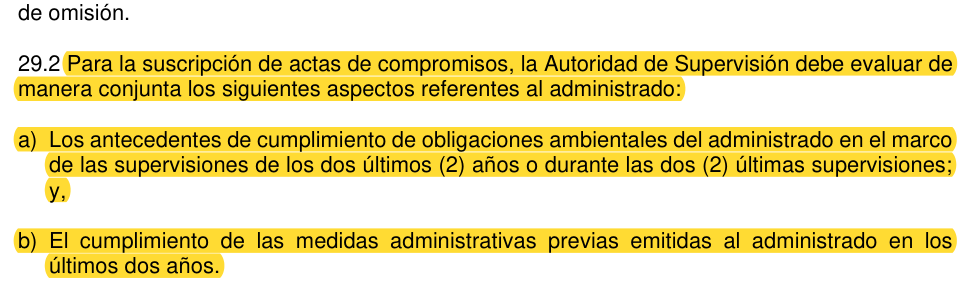 de omisión.
29.2 Para la suscripción de actas de compromisos, la Autoridad de Supervisión debe evaluar de
manera conjunta los siguientes aspectos referentes al administrado:
a) Los antecedentes de cumplimiento de obligaciones ambientales del administrado en el marco
de las supervisiones de los dos últimos (2) años o durante las dos (2) últimas supervisiones;
y,
b) El cumplimiento de las medidas administrativas previas emitidas al administrado en los
últimos dos años.